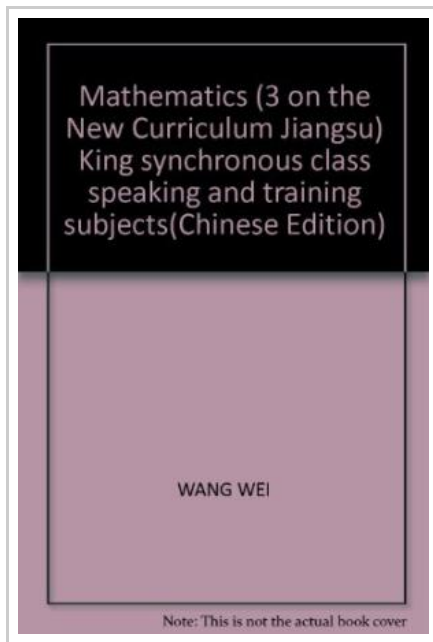 Mathematics (3 on the
New Curriculum Jiangsu)
King synchronous class
speaking and training
subjects(Chinese Edition)
WANG WEI
Note: This is not the actual book cover